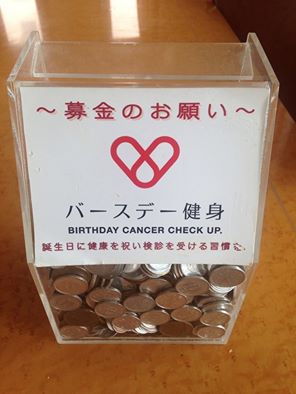 ～募金のお願い～
バースデー健身
BIRTHDAY CANCER CHECK UP.
誕生日に健康を祝い検診を受ける習慣を。